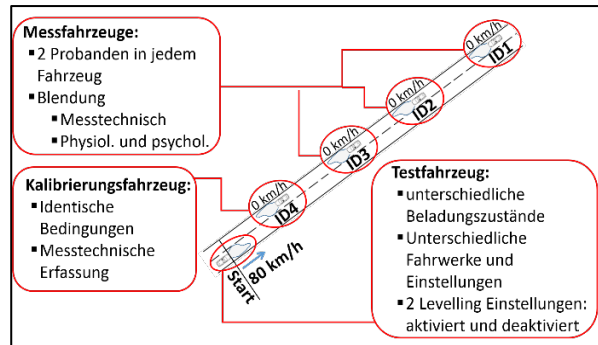 Messfahrzeuge:
▪2 Probanden in jedem
Fahrzeug
▪Blendung
▪Messtechnisch
▪Physiol. und psychol.
Kalibrierungsfahrzeug:
▪Identische
Bedingungen
▪Messtechnische
Erfassung
0 km/h
ID1
0 km/h
ID2
0 km/h
ID3
0 km/h
ID4
Start
80 km/h
Testfahrzeug:
▪unterschiedliche
Beladungszustände
▪Unterschiedliche
Fahrwerke und
Einstellungen
▪2 Levelling Einstellungen:
aktiviert und deaktiviert